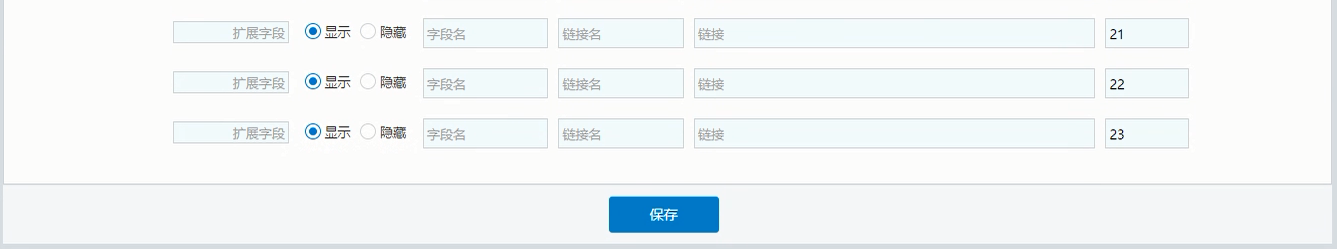 扩展字段 显示 隐藏 字段名 链接名 链接 21
扩展字段 显示 隐藏 字段名 链接名 链接 22
扩展字段 显示 隐藏 字段名 链接名 链接 23
保存